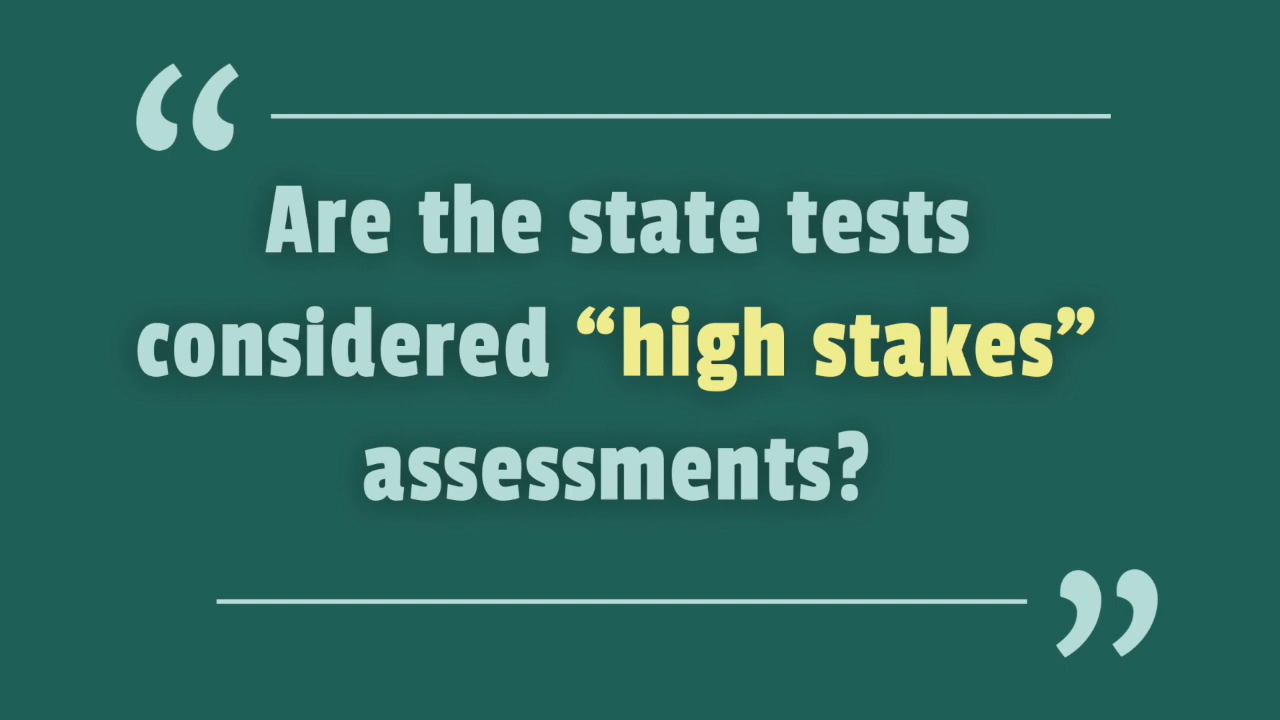 “
Are the state tests
considered “high stakes”
assessments?
”